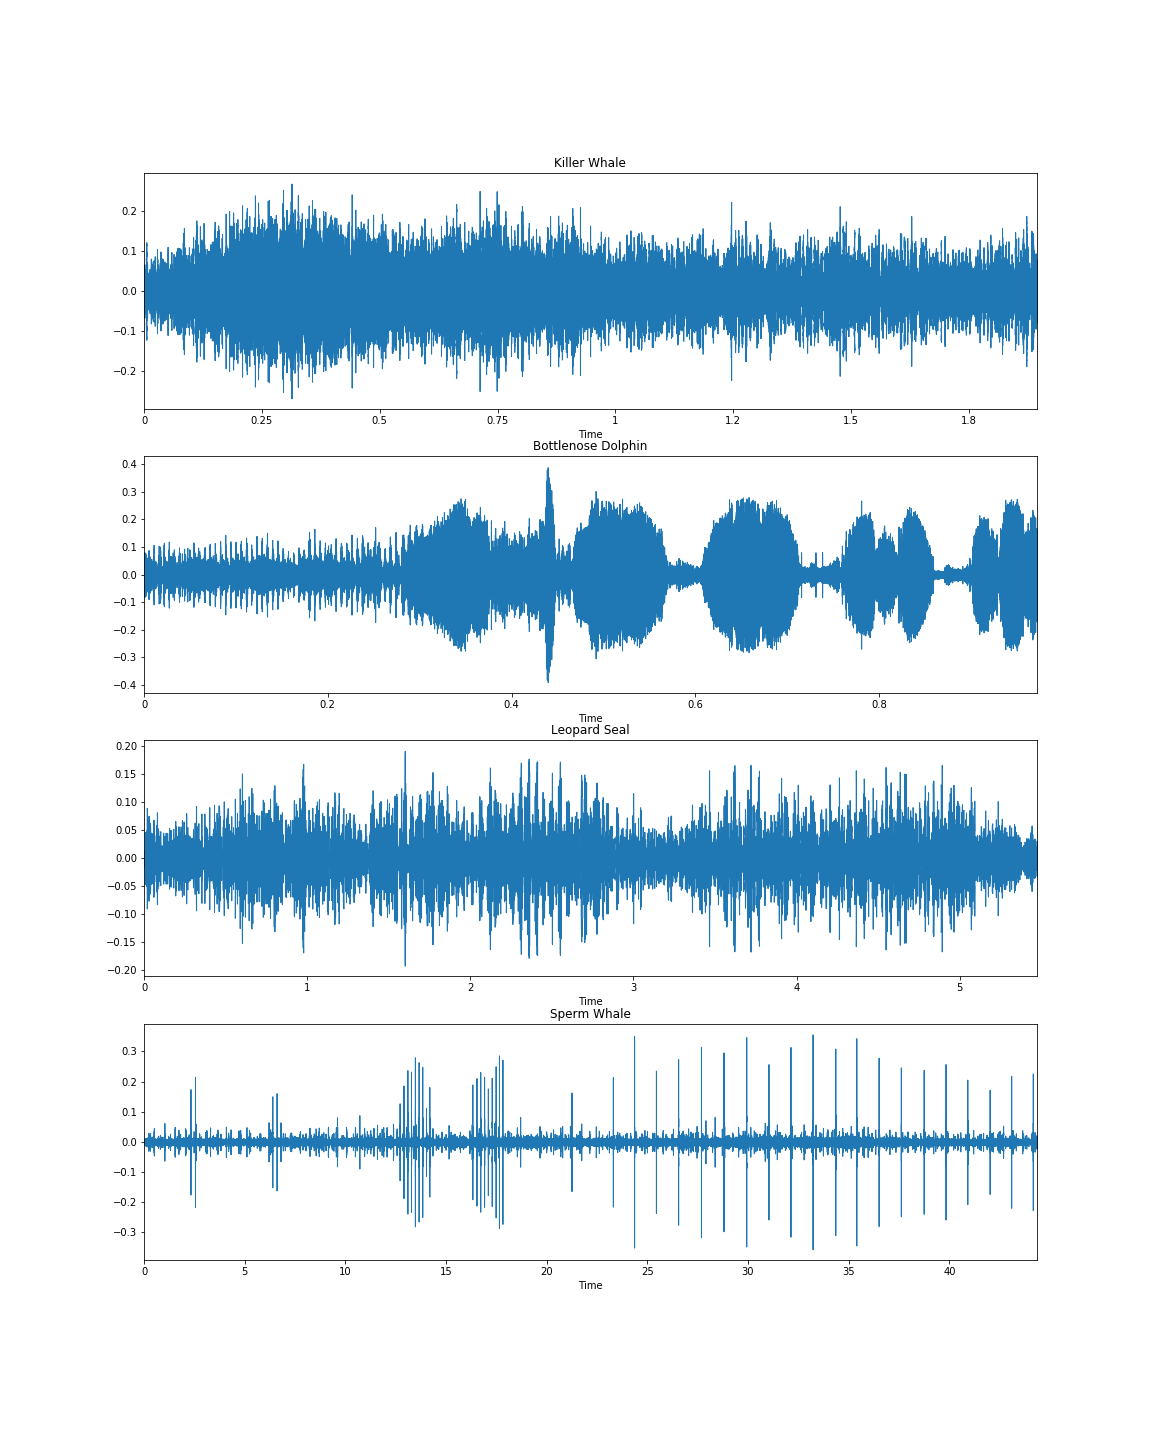 Killer Whale
0.2
0.1
0.0
−0.1
−0.2
0 0.25 0.5 0.75 1 1.2 1.5 1.8
Time
Bottlenose Dolphin
0.4
0.3
0.2
0.1
0.0
−0.1
−0.2
−0.3
−0.4
0 0.2 0.4 0.6 0.8
Time
Leopard Seal
0.20
0.15
0.10
0.05
0.00
−0.05
−0.10
−0.15
−0.20
0 1 2 3 4 5
Time
Sperm Whale
0.3
0.2
0.1
0.0
−0.1
−0.2
−0.3
0 5 10 15 20 25 30 35 40
Time